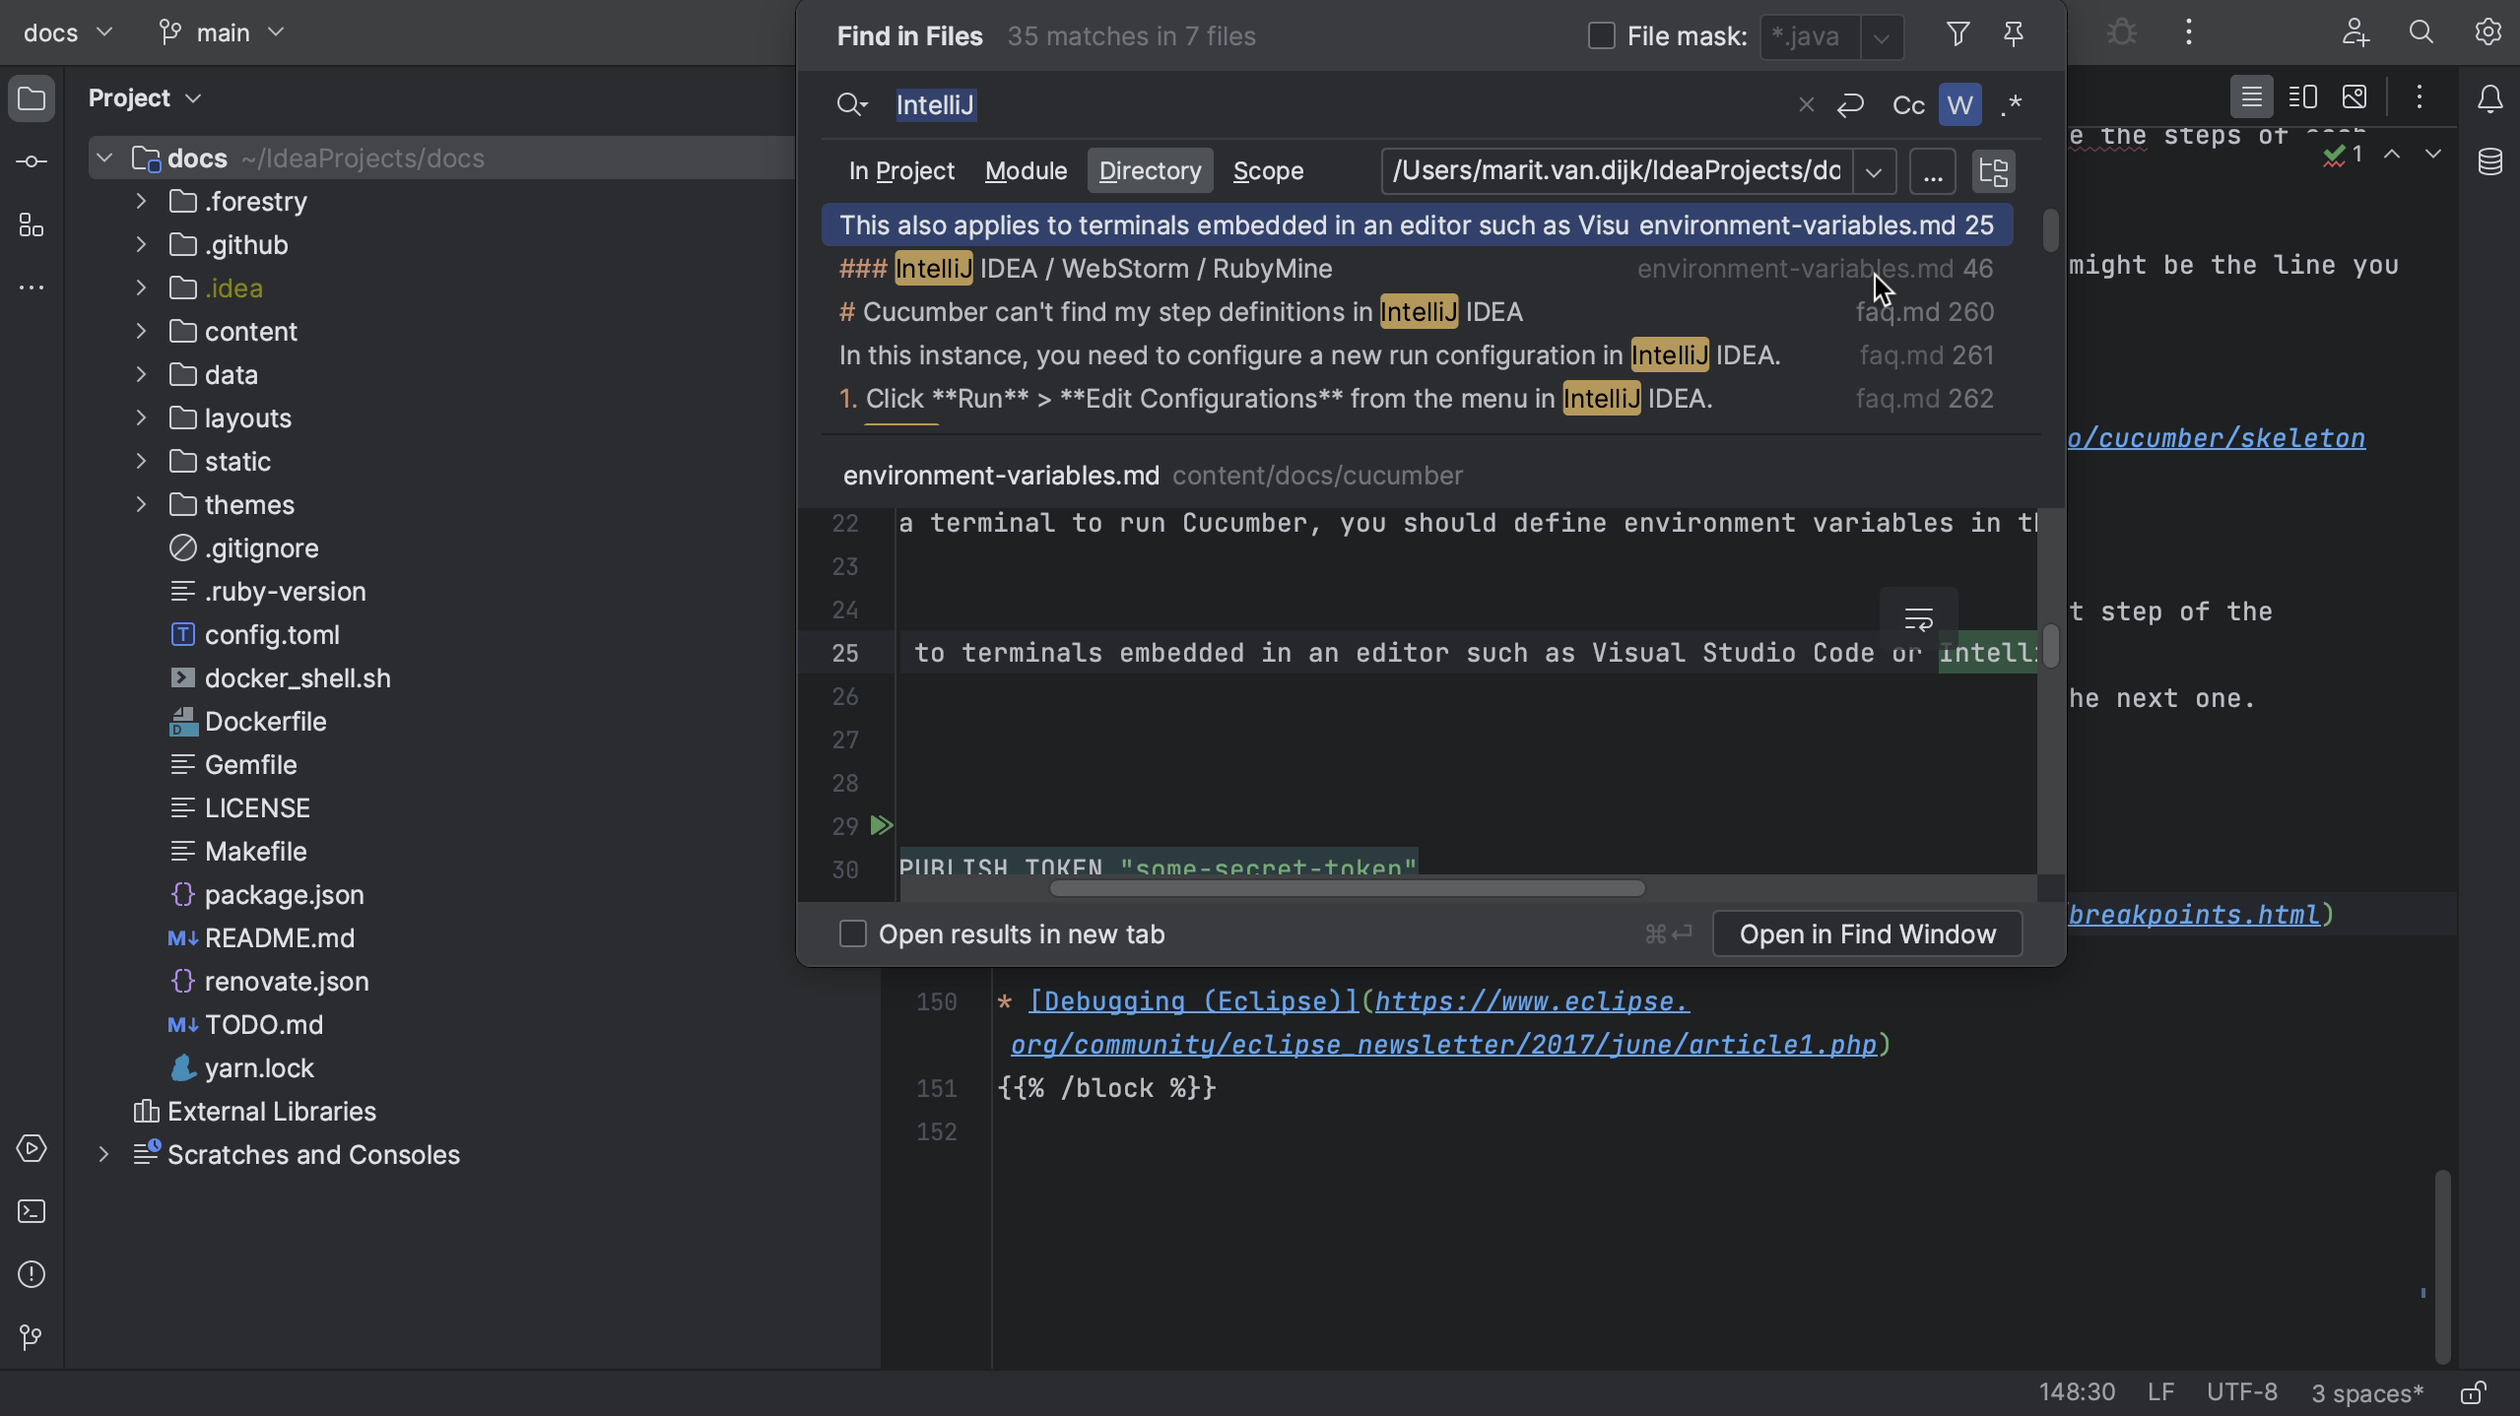 docs main
Project
docs ~/IdeaProjects/docs
.forestry
.github
.idea
content
data
layouts
static
themes
.gitignore
.ruby-version
config.toml
docker_shell.sh
Dockerfile
Gemfile
LICENSE
Makefile
package.json
README.md
renovate.json
TODO.md
yarn.lock
External Libraries
Scratches and Consoles
Find in Files 35 matches in 7 files File mask: *.java
IntelliJ Cc W .*
In Project Module Directory Scope /Users/marit.van.dijk/IdeaProjects/do ...
This also applies to terminals embedded in an editor such as Visu environment-variables.md 25
### IntelliJ IDEA / WebStorm / RubyMine environment-variables.md 46
# Cucumber can't find my step definitions in IntelliJ IDEA faq.md 260
In this instance, you need to configure a new run configuration in IntelliJ IDEA. faq.md 261
1. Click **Run** > **Edit Configurations** from the menu in IntelliJ IDEA. faq.md 262
environment-variables.md content/docs/cucumber
22 a terminal to run Cucumber, you should define environment variables in th
23
24
25 to terminals embedded in an editor such as Visual Studio Code or Intelli
26
27
28
29
30 PUBLISH_TOKEN "some-secret-token"
Open results in new tab ⌘⏎ Open in Find Window
e the steps of each
1
might be the line you
o/cucumber/skeleton
t step of the
he next one.
breakpoints.html)
150 * [Debugging (Eclipse)](https://www.eclipse.
org/community/eclipse_newsletter/2017/june/article1.php)
151 {{% /block %}}
152
148:30 LF UTF-8 3 spaces*